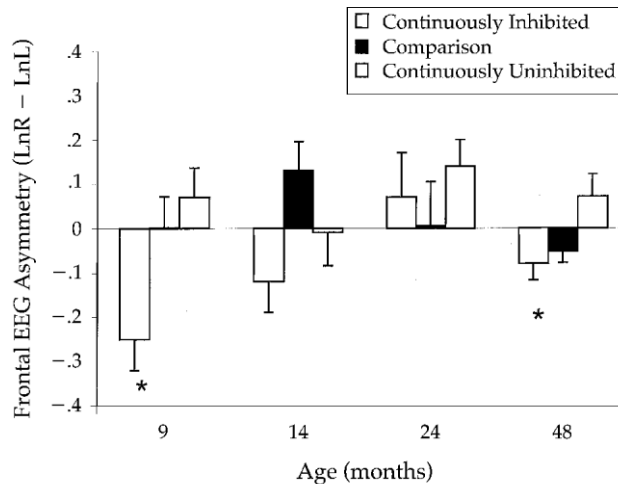 Continuously Inhibited
Comparison
Continuously Uninhibited
Frontal EEG Asymmetry (LnR − LnL)
.4
.3
.2
.1
0
−.1
−.2
−.3
−.4
*
*
9 14 24 48
Age (months)